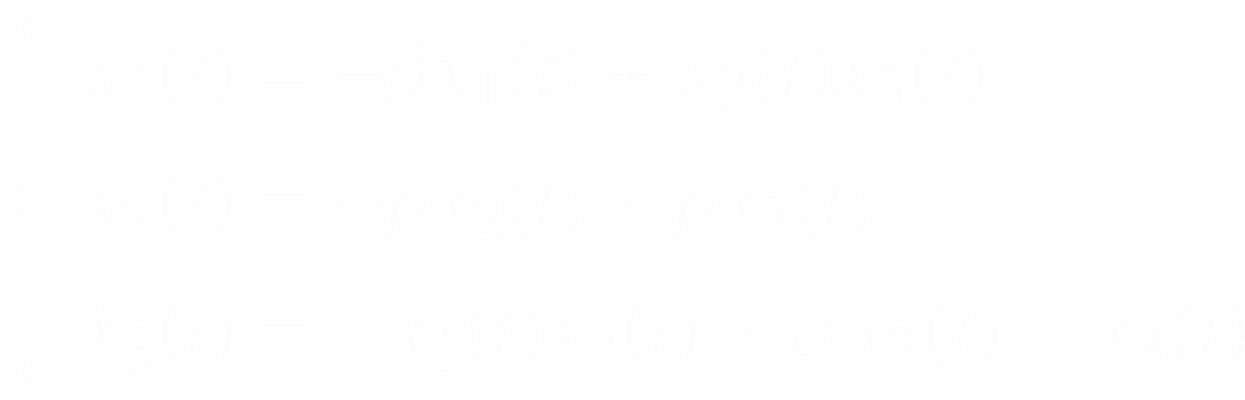 ẋ₁(t) = −βx₁(t) + x₂(t)x₃(t)
ẋ₂(t) = −ρx₂(t) + ρx₃(t)
ẋ₃(t) = −x₁(t)x₂(t) + σx₂(t) − x₃(t)